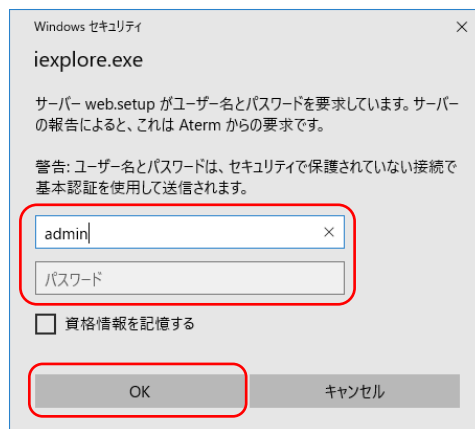 Windows セキュリティ
iexplore.exe
サーバー web.setup がユーザー名とパスワードを要求しています。サーバー
の報告によると、これは Aterm からの要求です。
警告: ユーザー名とパスワードは、セキュリティで保護されていない接続で
基本認証を使用して送信されます。
admin
パスワード
資格情報を記憶する
OK
キャンセル